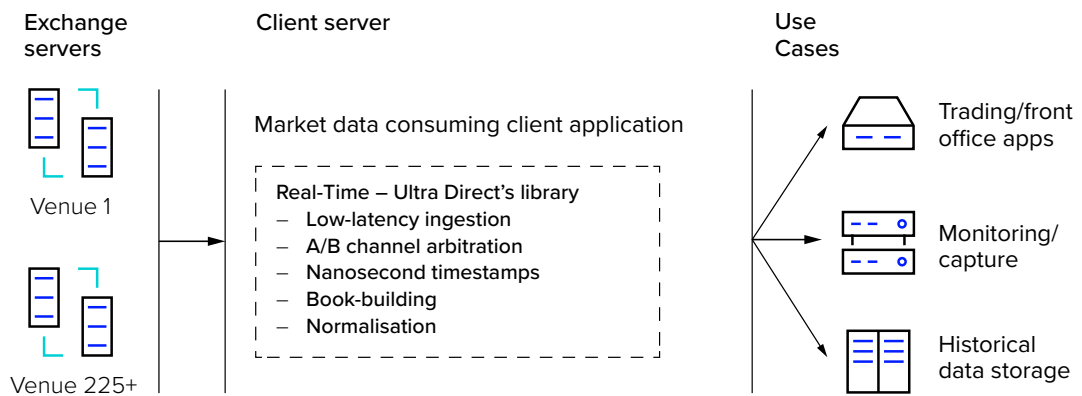 Exchange
servers
Client server
Use
Cases
Venue 1
Venue 225+
Market data consuming client application
Real-Time – Ultra Direct’s library
– Low-latency ingestion
– A/B channel arbitration
– Nanosecond timestamps
– Book-building
– Normalisation
Trading/front
office apps
Monitoring/
capture
Historical
data storage